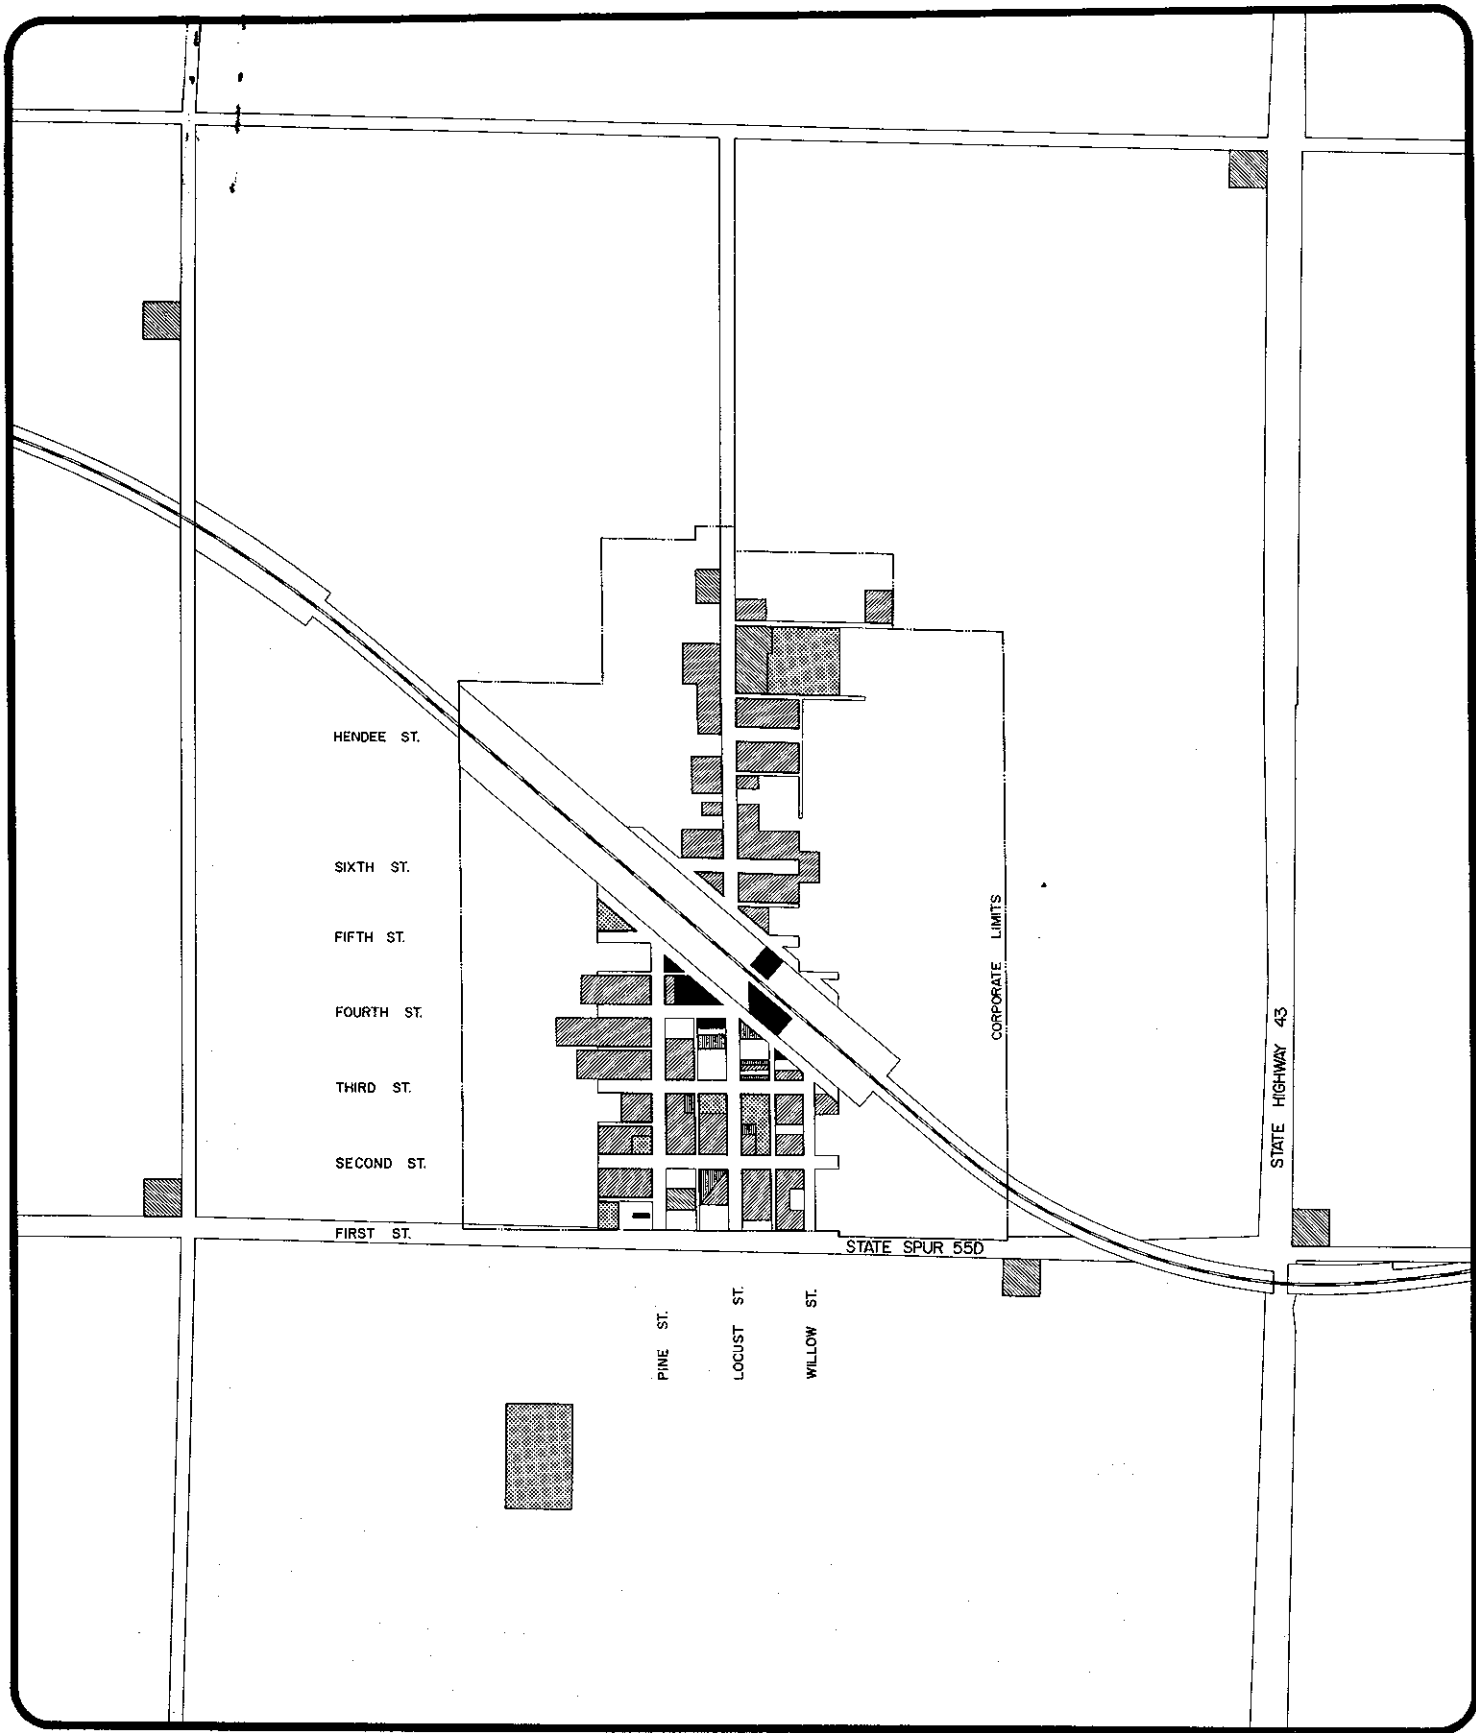 HENDEE ST.
SIXTH ST.
FIFTH ST.
FOURTH ST.
THIRD ST.
SECOND ST.
FIRST ST.
CORPORATE LIMITS
STATE HIGHWAY 43
STATE SPUR 55D
PINE ST.
LOCUST ST.
WILLOW ST.